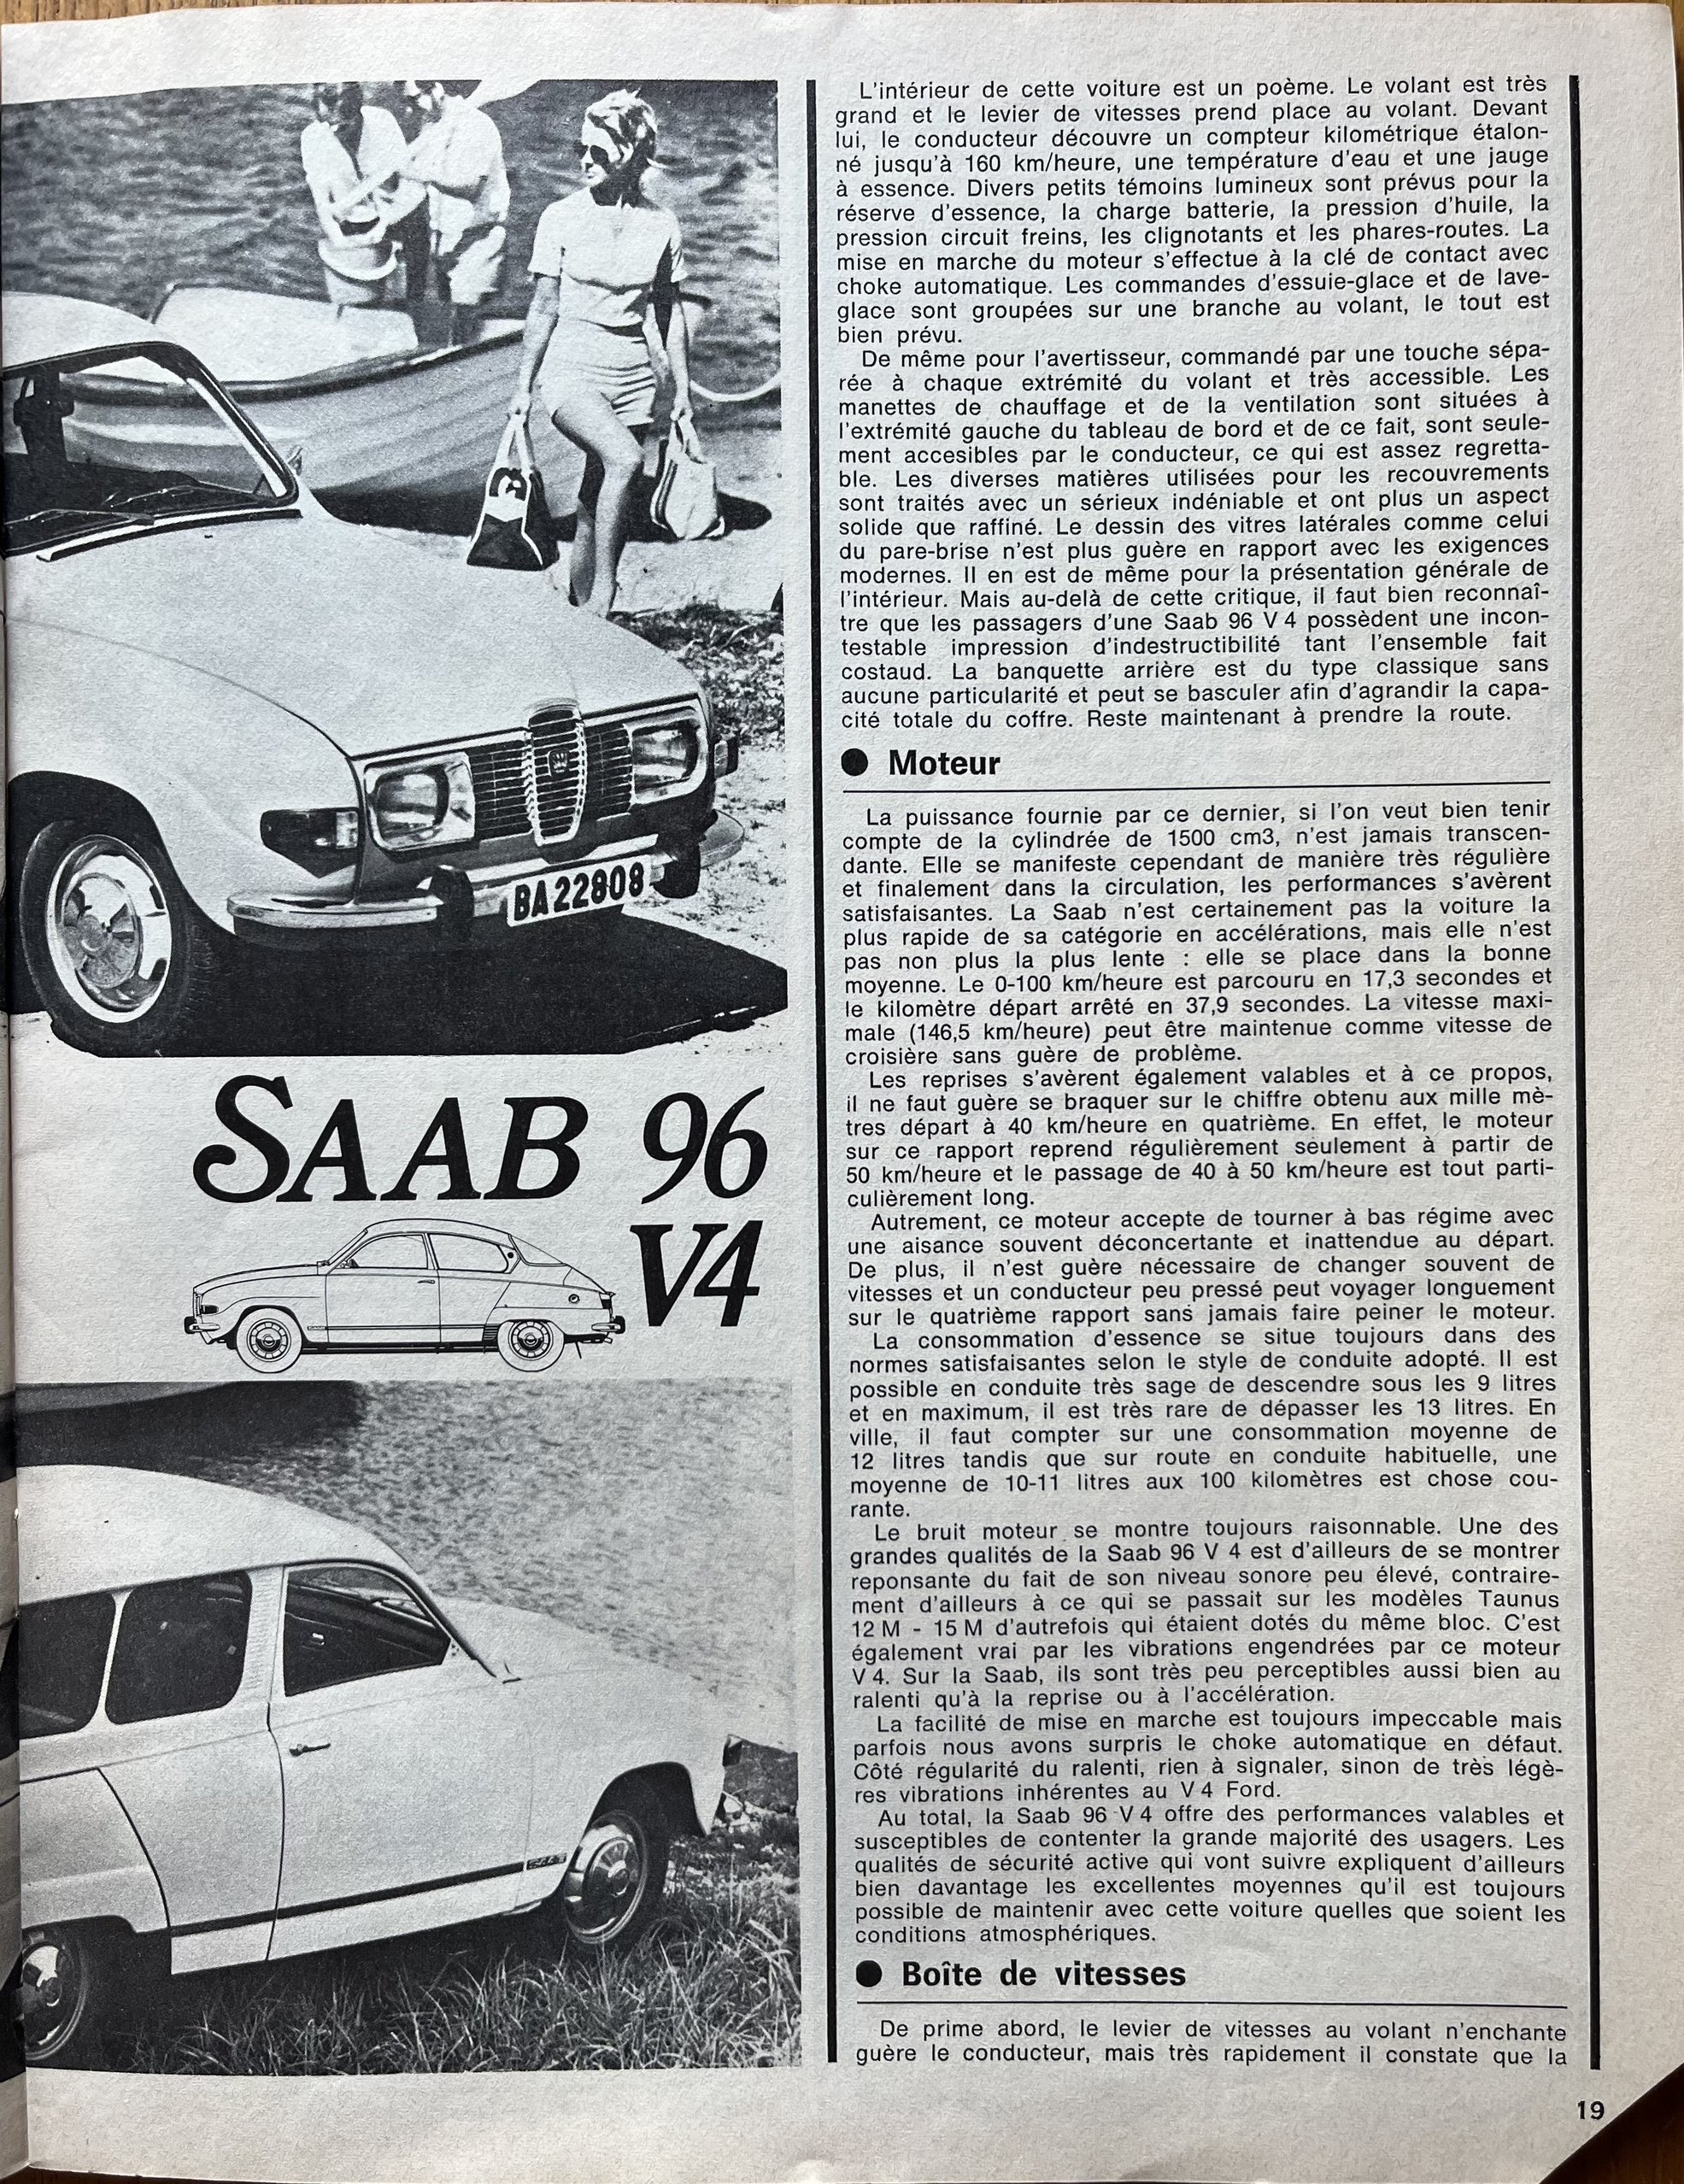 BA22808
SAAB 96
V4
L'intérieur de cette voiture est un poème. Le volant est très
grand et le levier de vitesses prend place au volant. Devant
lui, le conducteur découvre un compteur kilométrique étalon-
né jusqu'à 160 km/heure, une température d'eau et une jauge
à essence. Divers petits témoins lumineux sont prévus pour la
réserve d'essence, la charge batterie, la pression d'huile, la
pression circuit freins, les clignotants et les phares-routes. La
mise en marche du moteur s'effectue à la clé de contact avec
choke automatique. Les commandes d'essuie-glace et de lave-
glace sont groupées sur une branche au volant, le tout est
bien prévu.
De même pour l'avertisseur, commandé par une touche sépa-
rée à chaque extrémité du volant et très accessible. Les
manettes de chauffage et de la ventilation sont situées à
l'extrémité gauche du tableau de bord et de ce fait, sont seule-
ment accesibles par le conducteur, ce qui est assez regretta-
ble. Les diverses matières utilisées pour les recouvrements
sont traités avec un sérieux indéniable et ont plus un aspect
solide que raffiné. Le dessin des vitres latérales comme celui
du pare-brise n'est plus guère en rapport avec les exigences
modernes. Il en est de même pour la présentation générale de
l'intérieur. Mais au-delà de cette critique, il faut bien reconnaî-
tre que les passagers d'une Saab 96 V 4 possèdent une incon-
testable impression d'indestructibilité tant l'ensemble fait
costaud. La banquette arrière est du type classique sans
aucune particularité et peut se basculer afin d'agrandir la capa-
cité totale du coffre. Reste maintenant à prendre la route.
● Moteur
La puissance fournie par ce dernier, si l'on veut bien tenir
compte de la cylindrée de 1500 cm3, n'est jamais transcen-
dante. Elle se manifeste cependant de manière très régulière
et finalement dans la circulation, les performances s'avèrent
satisfaisantes. La Saab n'est certainement pas la voiture la
plus rapide de sa catégorie en accélérations, mais elle n'est
pas non plus la plus lente : elle se place dans la bonne
moyenne. Le 0-100 km/heure est parcouru en 17,3 secondes et
le kilomètre départ arrêté en 37,9 secondes. La vitesse maxi-
male (146,5 km/heure) peut être maintenue comme vitesse de
croisière sans guère de problème.
Les reprises s'avèrent également valables et à ce propos,
il ne faut guère se braquer sur le chiffre obtenu aux mille mè-
tres départ à 40 km/heure en quatrième. En effet, le moteur
sur ce rapport reprend régulièrement seulement à partir de
50 km/heure et le passage de 40 à 50 km/heure est tout parti-
culièrement long.
Autrement, ce moteur accepte de tourner à bas régime avec
une aisance souvent déconcertante et inattendue au départ.
De plus, il n'est guère nécessaire de changer souvent de
vitesses et un conducteur peu pressé peut voyager longuement
sur le quatrième rapport sans jamais faire peiner le moteur.
La consommation d'essence se situe toujours dans des
normes satisfaisantes selon le style de conduite adopté. Il est
possible en conduite très sage de descendre sous les 9 litres
et en maximum, il est très rare de dépasser les 13 litres. En
ville, il faut compter sur une consommation moyenne de
12 litres tandis que sur route en conduite habituelle, une
moyenne de 10-11 litres aux 100 kilomètres est chose cou-
rante.
Le bruit moteur se montre toujours raisonnable. Une des
grandes qualités de la Saab 96 V 4 est d'ailleurs de se montrer
reponsante du fait de son niveau sonore peu élevé, contraire-
ment d'ailleurs à ce qui se passait sur les modèles Taunus
12 M - 15 M d'autrefois qui étaient dotés du même bloc. C'est
également vrai par les vibrations engendrées par ce moteur
V 4. Sur la Saab, ils sont très peu perceptibles aussi bien au
ralenti qu'à la reprise ou à l'accélération.
La facilité de mise en marche est toujours impeccable mais
parfois nous avons surpris le choke automatique en défaut.
Côté régularité du ralenti, rien à signaler, sinon de très légè-
res vibrations inhérentes au V 4 Ford.
Au total, la Saab 96 V 4 offre des performances valables et
susceptibles de contenter la grande majorité des usagers. Les
qualités de sécurité active qui vont suivre expliquent d'ailleurs
bien davantage les excellentes moyennes qu'il est toujours
possible de maintenir avec cette voiture quelles que soient les
conditions atmosphériques.
● Boîte de vitesses
De prime abord, le levier de vitesses au volant n'enchante
guère le conducteur, mais très rapidement il constate que la
19